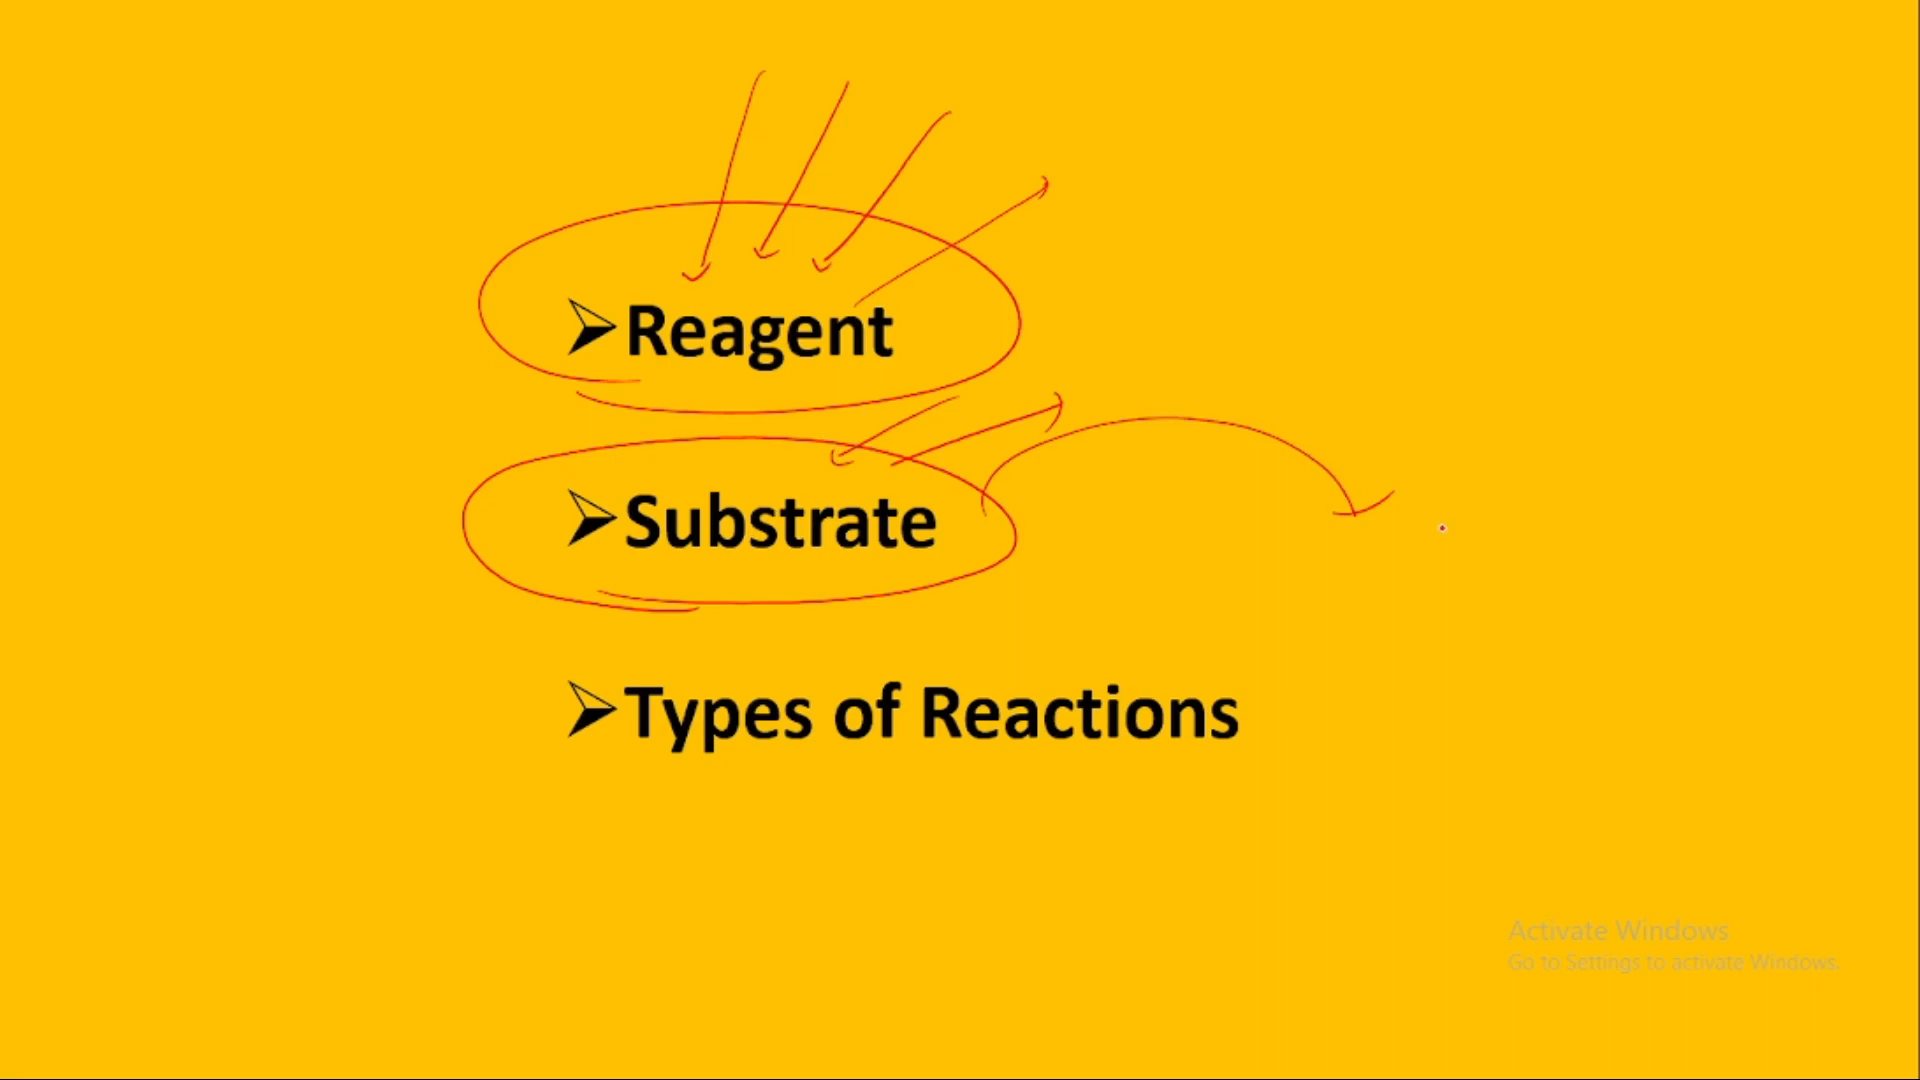 ➢Reagent
➢Substrate
➢Types of Reactions
Activate Windows
Go to Settings to activate Windows.